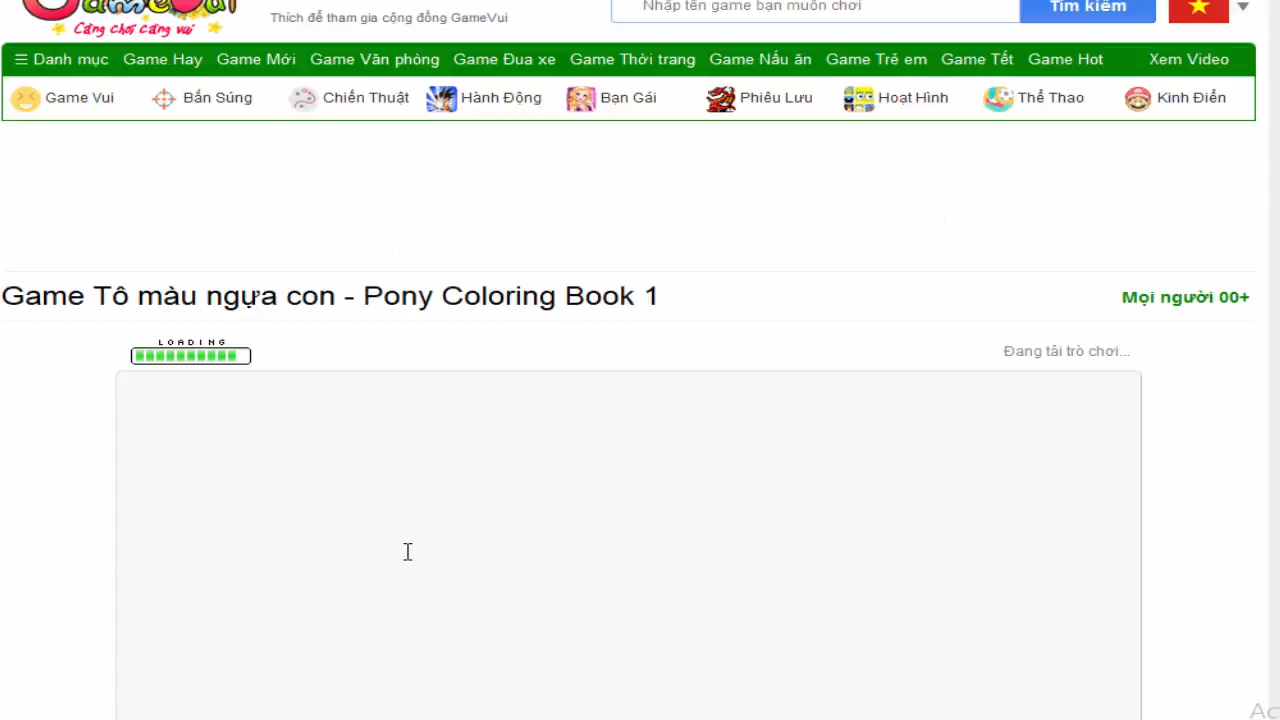 GameVui
Càng chơi càng vui
Thích để tham gia cộng đồng GameVui
Nhập tên game bạn muốn chơi
Tìm kiếm
☰ Danh mục Game Hay Game Mới Game Văn phòng Game Đua xe Game Thời trang Game Nấu ăn Game Trẻ em Game Tết Game Hot Xem Video
Game Vui Bắn Súng Chiến Thuật Hành Động Bạn Gái Phiêu Lưu Hoạt Hình Thể Thao Kinh Điển
Game Tô màu ngựa con - Pony Coloring Book 1
Mọi người 00+
LOADING
Đang tải trò chơi...